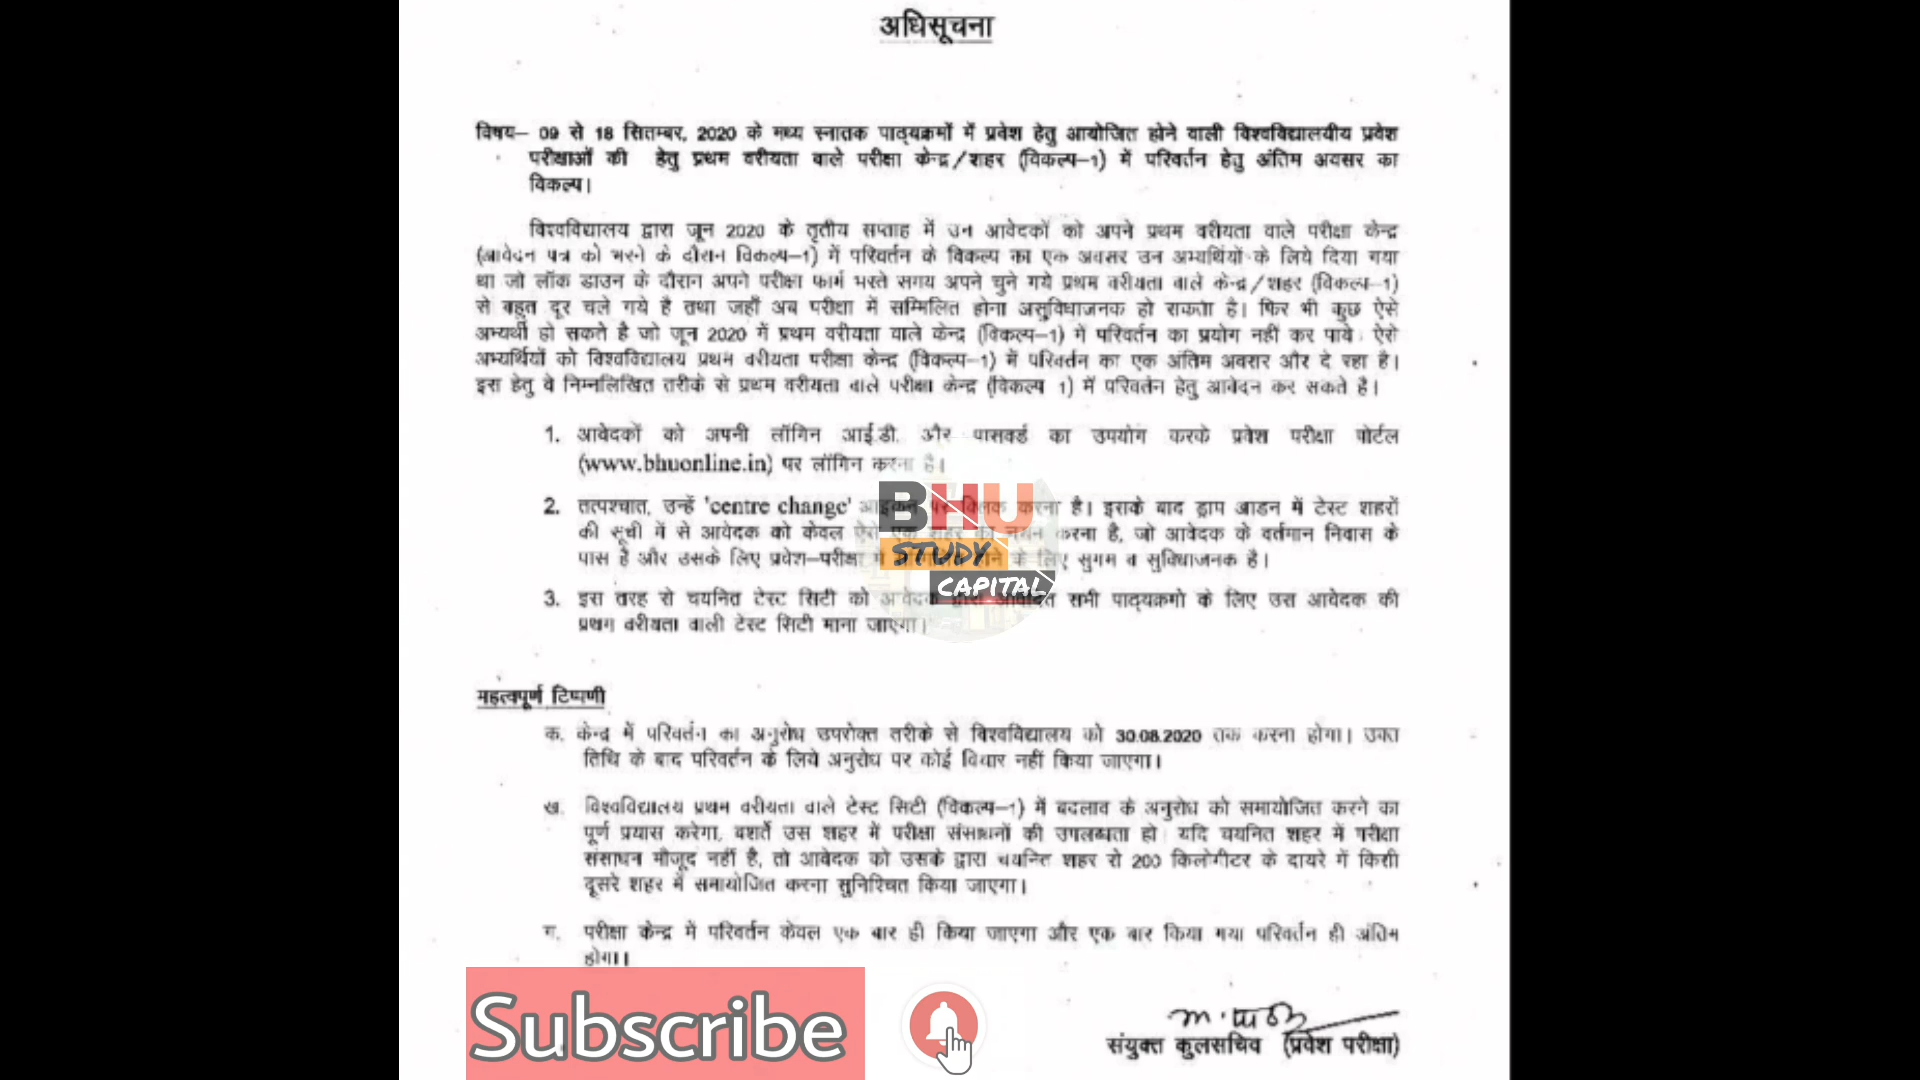 अधिसूचना
विषय– 09 से 18 सितम्बर, 2020 के मध्य स्नातक पाठ्यक्रमों में प्रवेश हेतु आयोजित होने वाली विश्वविद्यालयीय प्रवेश
परीक्षाओं की हेतु प्रथम वरीयता वाले परीक्षा केन्द्र/शहर (विकल्प–1) में परिवर्तन हेतु अंतिम अवसर का
विकल्प।
विश्वविद्यालय द्वारा जून 2020 के तृतीय सप्ताह में उन आवेदकों को अपने प्रथम वरीयता वाले परीक्षा केन्द्र
(आवेदन पत्र को भरने के दौरान विकल्प–1) में परिवर्तन के विकल्प का एक अवसर उन अभ्यर्थियों के लिये दिया गया
था जो लॉक डाउन के दौरान अपने परीक्षा फार्म भरते समय अपने चुने गये प्रथम वरीयता वाले केन्द्र/शहर (विकल्प–1)
से बहुत दूर चले गये है तथा जहाँ अब परीक्षा में सम्मिलित होना असुविधाजनक हो सकता है। फिर भी कुछ ऐसे
अभ्यर्थी हो सकते है जो जून 2020 में प्रथम वरीयता वाले केन्द्र (विकल्प–1) में परिवर्तन का प्रयोग नहीं कर पाये। ऐसे
अभ्यर्थियों को विश्वविद्यालय प्रथम वरीयता परीक्षा केन्द्र (विकल्प–1) में परिवर्तन का एक अंतिम अवसर और दे रहा है।
इस हेतु वे निम्नलिखित तरीके से प्रथम वरीयता वाले परीक्षा केन्द्र (विकल्प 1) में परिवर्तन हेतु आवेदन कर सकते है।
1. आवेदकों को अपनी लॉगिन आई.डी. और पासवर्ड का उपयोग करके प्रवेश परीक्षा पोर्टल
(www.bhuonline.in) पर लॉगिन करना है।
2. तत्पश्चात, उन्हें 'centre change' आइकन पर क्लिक करना है। इसके बाद ड्राप डाउन में टेस्ट शहरों
की सूची में से आवेदक को केवल ऐसे एक शहर का चयन करना है, जो आवेदक के वर्तमान निवास के
पास है और उसके लिए प्रवेश–परीक्षा में होने के लिए सुगम व सुविधाजनक है।
3. इस तरह से चयनित टेस्ट सिटी को आवेदक द्वारा आवेदित सभी पाठ्यक्रमो के लिए उस आवेदक की
प्रथम वरीयता वाली टेस्ट सिटी माना जाएगा।
BHU
STUDY
CAPITAL
महत्वपूर्ण टिप्पणी
क. केन्द्र में परिवर्तन का अनुरोध उपरोक्त तरीके से विश्वविद्यालय को 30.08.2020 तक करना होगा। उक्त
तिथि के बाद परिवर्तन के लिये अनुरोध पर कोई विचार नहीं किया जाएगा।
ख. विश्वविद्यालय प्रथम वरीयता वाले टेस्ट सिटी (विकल्प–1) में बदलाव के अनुरोध को समायोजित करने का
पूर्ण प्रयास करेगा, बशर्ते उस शहर में परीक्षा संसाधनों की उपलब्धता हो। यदि चयनित शहर में परीक्षा
संसाधन मौजूद नहीं है, तो आवेदक को उसके द्वारा चयनित शहर से 200 किलोमीटर के दायरे में किसी
दूसरे शहर में समायोजित करना सुनिश्चित किया जाएगा।
ग. परीक्षा केन्द्र में परिवर्तन केवल एक बार ही किया जाएगा और एक बार किया गया परिवर्तन ही अंतिम
होगा।।
Subscribe
संयुक्त कुलसचिव (प्रवेश परीक्षा)